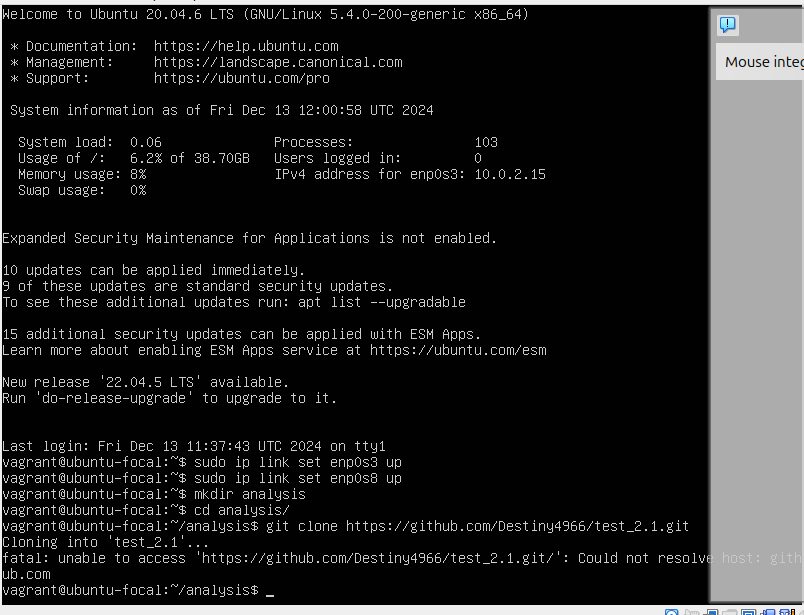 Welcome to Ubuntu 20.04.6 LTS (GNU/Linux 5.4.0-200-generic x86_64)
* Documentation:  https://help.ubuntu.com
* Management:     https://landscape.canonical.com
* Support:        https://ubuntu.com/pro
System information as of Fri Dec 13 12:00:58 UTC 2024
System load:  0.06              Processes:               103
Usage of /:   6.2% of 38.70GB   Users logged in:         0
Memory usage: 8%                IPv4 address for enp0s3: 10.0.2.15
Swap usage:   0%
Expanded Security Maintenance for Applications is not enabled.
10 updates can be applied immediately.
9 of these updates are standard security updates.
To see these additional updates run: apt list --upgradable
15 additional security updates can be applied with ESM Apps.
Learn more about enabling ESM Apps service at https://ubuntu.com/esm
New release '22.04.5 LTS' available.
Run 'do-release-upgrade' to upgrade to it.
Last login: Fri Dec 13 11:37:43 UTC 2024 on tty1
vagrant@ubuntu-focal:~$ sudo ip link set enp0s3 up
vagrant@ubuntu-focal:~$ sudo ip link set enp0s8 up
vagrant@ubuntu-focal:~$ mkdir analysis
vagrant@ubuntu-focal:~$ cd analysis/
vagrant@ubuntu-focal:~/analysis$ git clone https://github.com/Destiny4966/test_2.1.git
Cloning into 'test_2.1'...
fatal: unable to access 'https://github.com/Destiny4966/test_2.1.git/': Could not resolve host: gith
ub.com
vagrant@ubuntu-focal:~/analysis$ _
Mouse integ